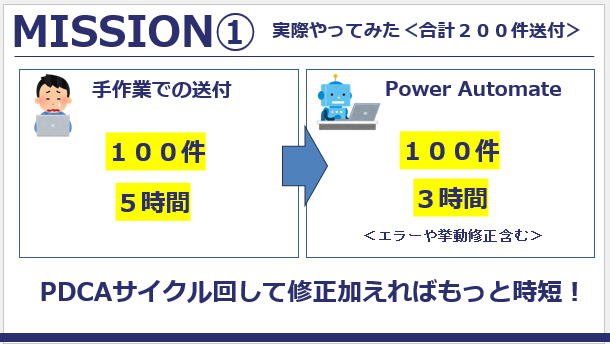 MISSION① 実際やってみた<合計２００件送付>
手作業での送付
１００件
５時間
Power Automate
１００件
３時間
<エラーや挙動修正含む>
PDCAサイクル回して修正加えればもっと時短！